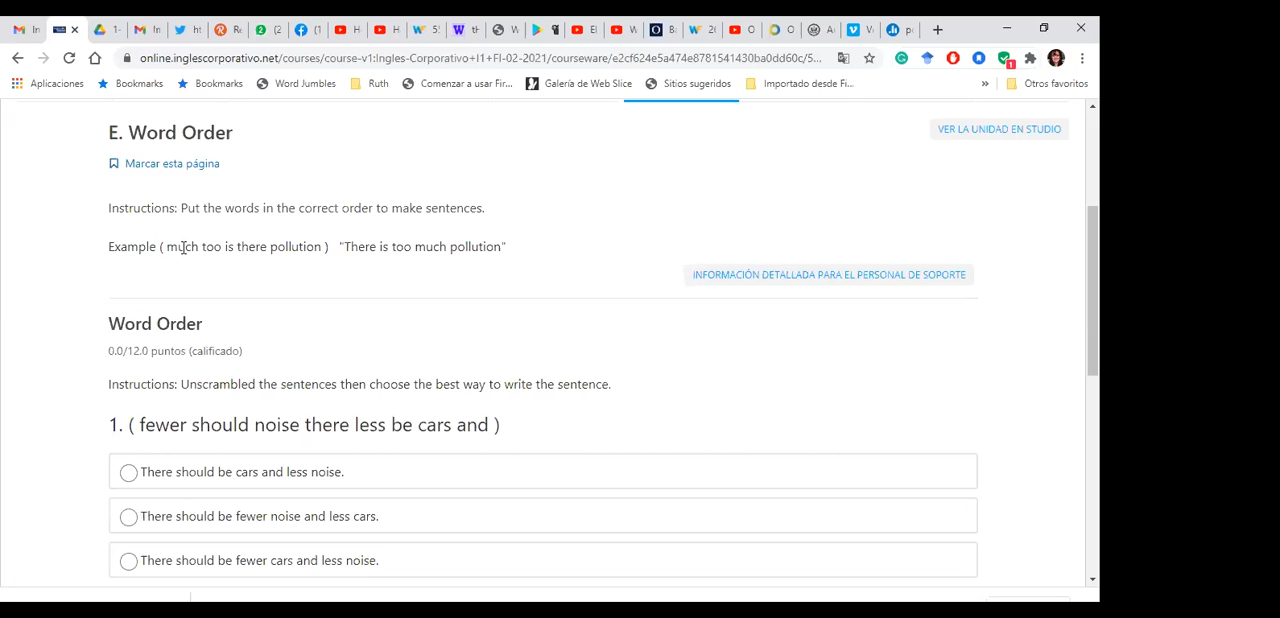 online.inglescorporativo.net/courses/course-v1:Ingles-Corporativo+I1+FI-02-2021/courseware/e2cf624e5a474e8781541430ba0dd60c/5...
Aplicaciones Bookmarks Bookmarks Word Jumbles Ruth Comenzar a usar Fir... Galería de Web Slice Sitios sugeridos Importado desde Fi... » Otros favoritos
E. Word Order
VER LA UNIDAD EN STUDIO
Marcar esta página
Instructions: Put the words in the correct order to make sentences.
Example ( much too is there pollution ) "There is too much pollution"
INFORMACIÓN DETALLADA PARA EL PERSONAL DE SOPORTE
Word Order
0.0/12.0 puntos (calificado)
Instructions: Unscrambled the sentences then choose the best way to write the sentence.
1. ( fewer should noise there less be cars and )
There should be cars and less noise.
There should be fewer noise and less cars.
There should be fewer cars and less noise.